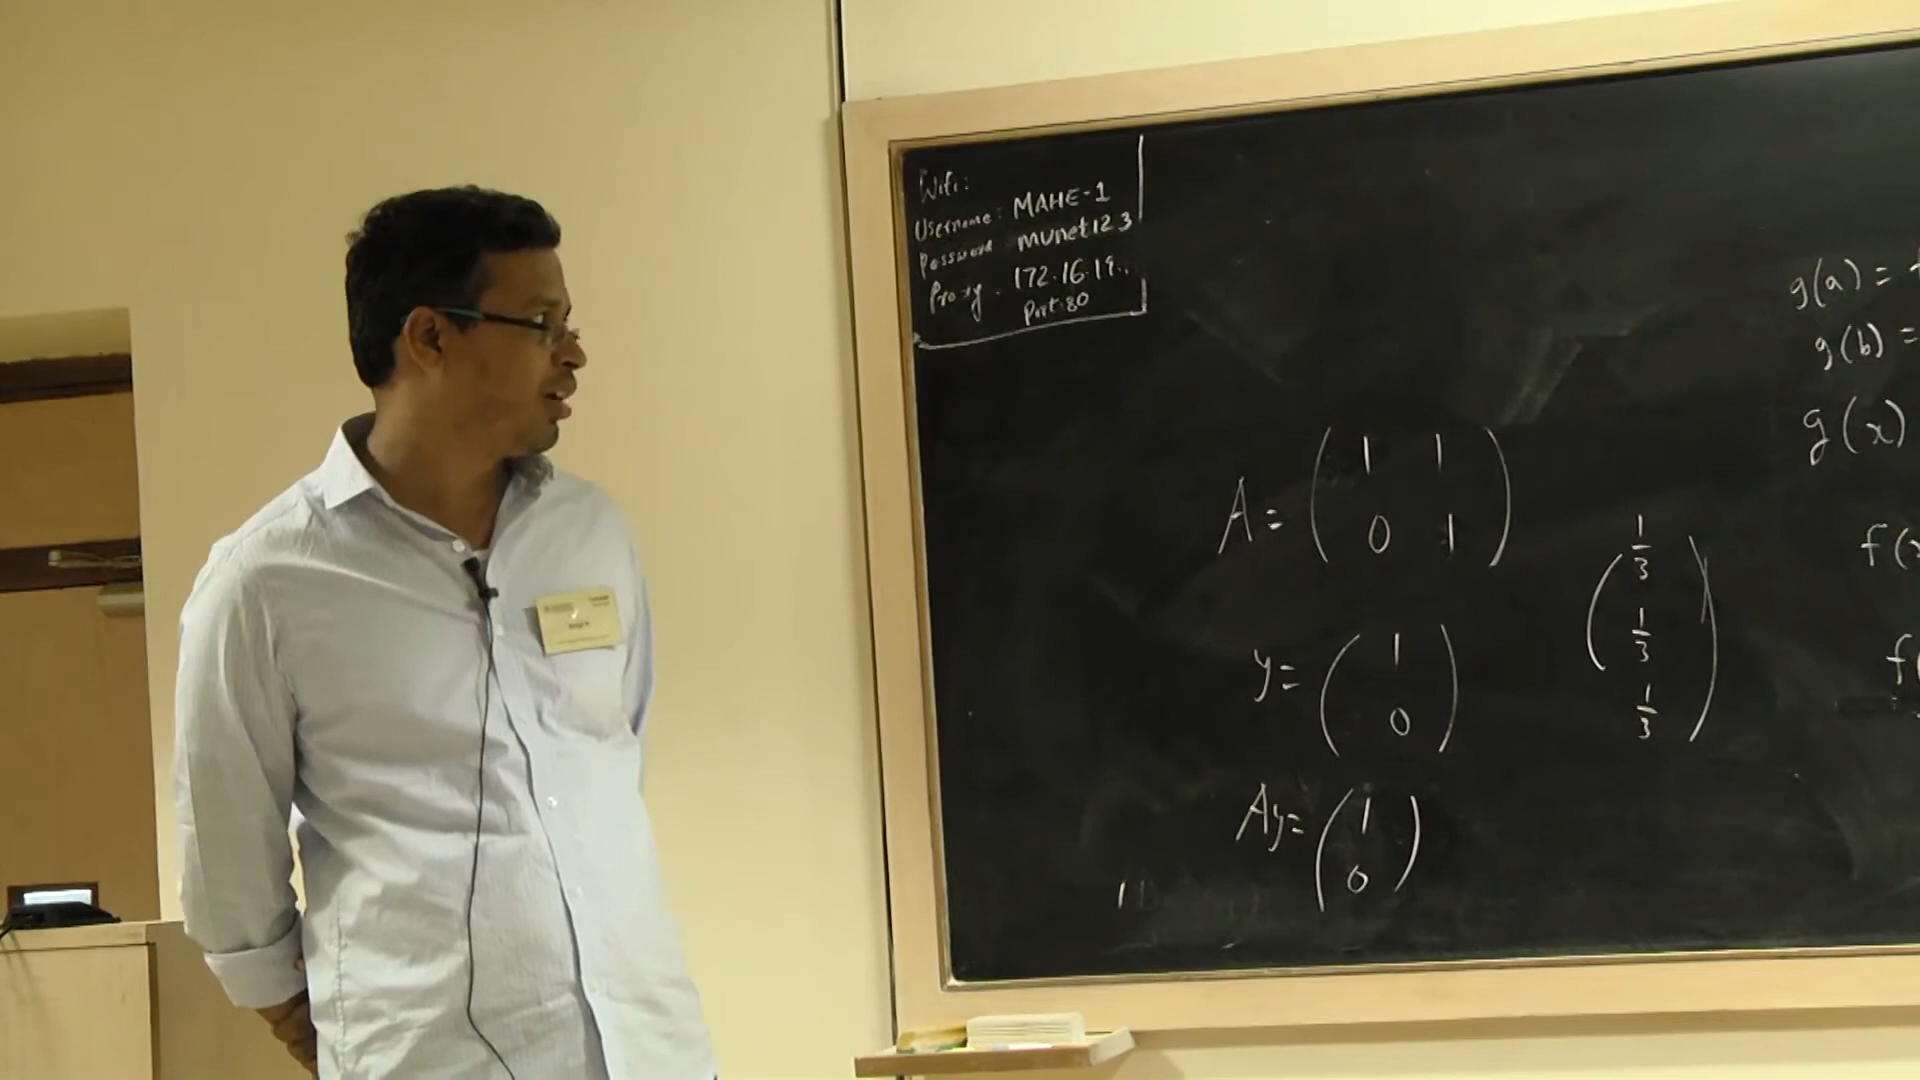 Wifi:
Username: MAHE-1
Password munet123
Proxy. 172.16.19..
Port:80
g(a) =
g(b) =
g(x)
A = ( 1 1
0 1 )
( 1/3
1/3
1/3 )
f(x
y = ( 1
0 )
f(
Ay = ( 1
0 )